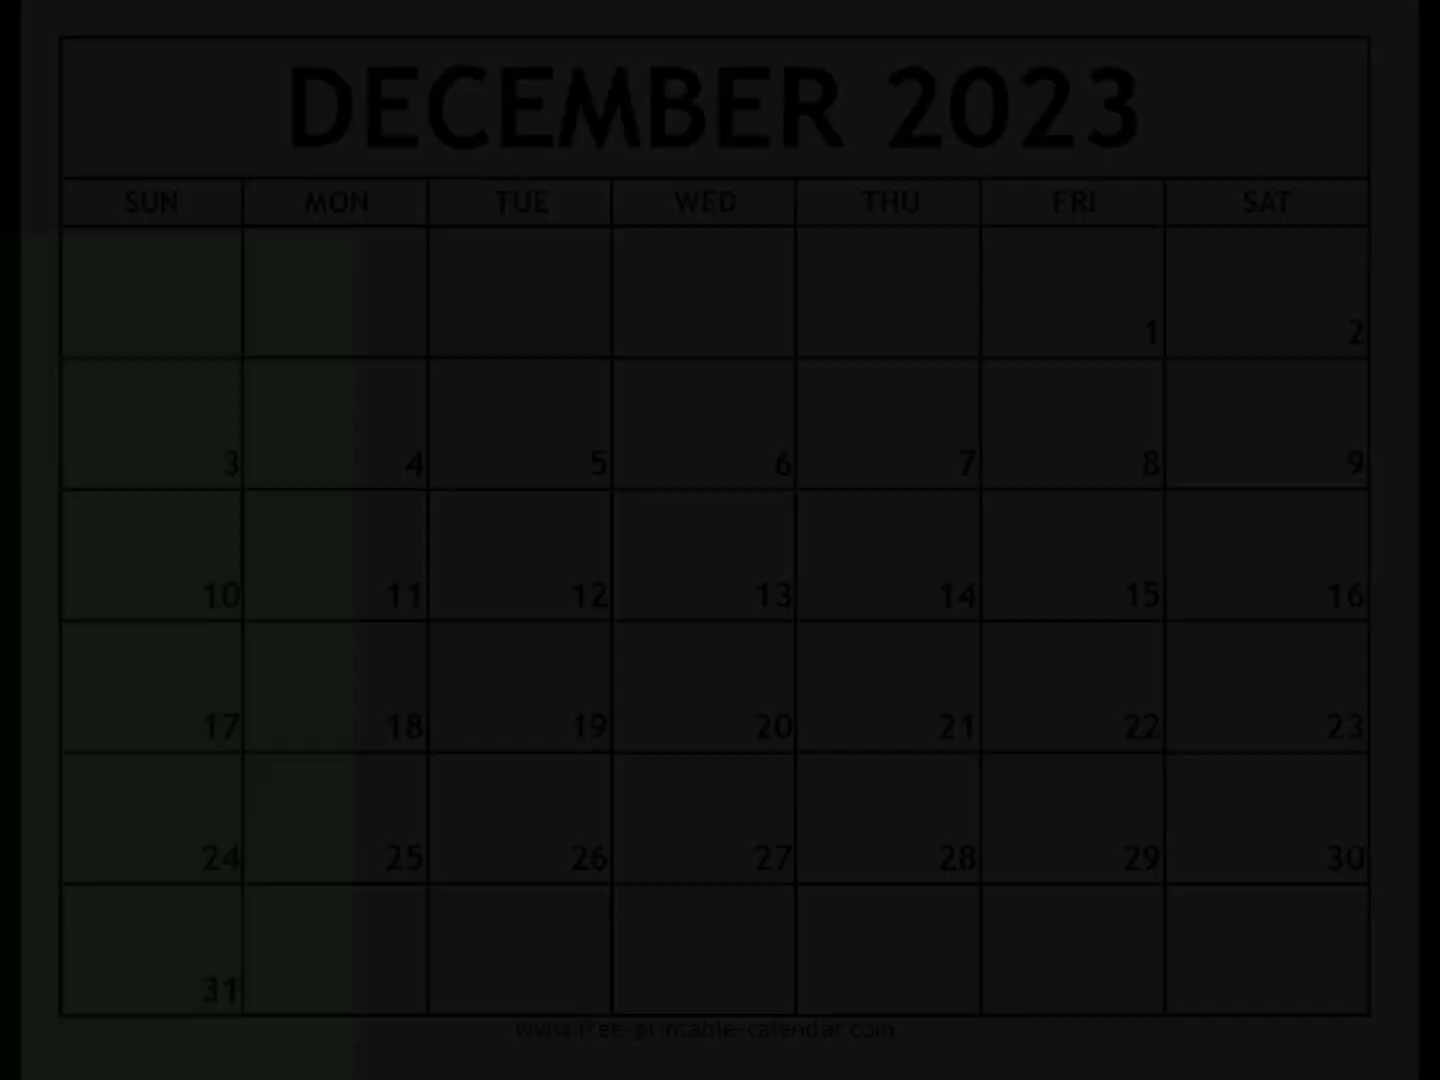 DECEMBER 2023
SUN MON TUE WED THU FRI SAT
1 2
3 4 5 6 7 8 9
10 11 12 13 14 15 16
17 18 19 20 21 22 23
24 25 26 27 28 29 30
31
www.free-printable-calendar.com